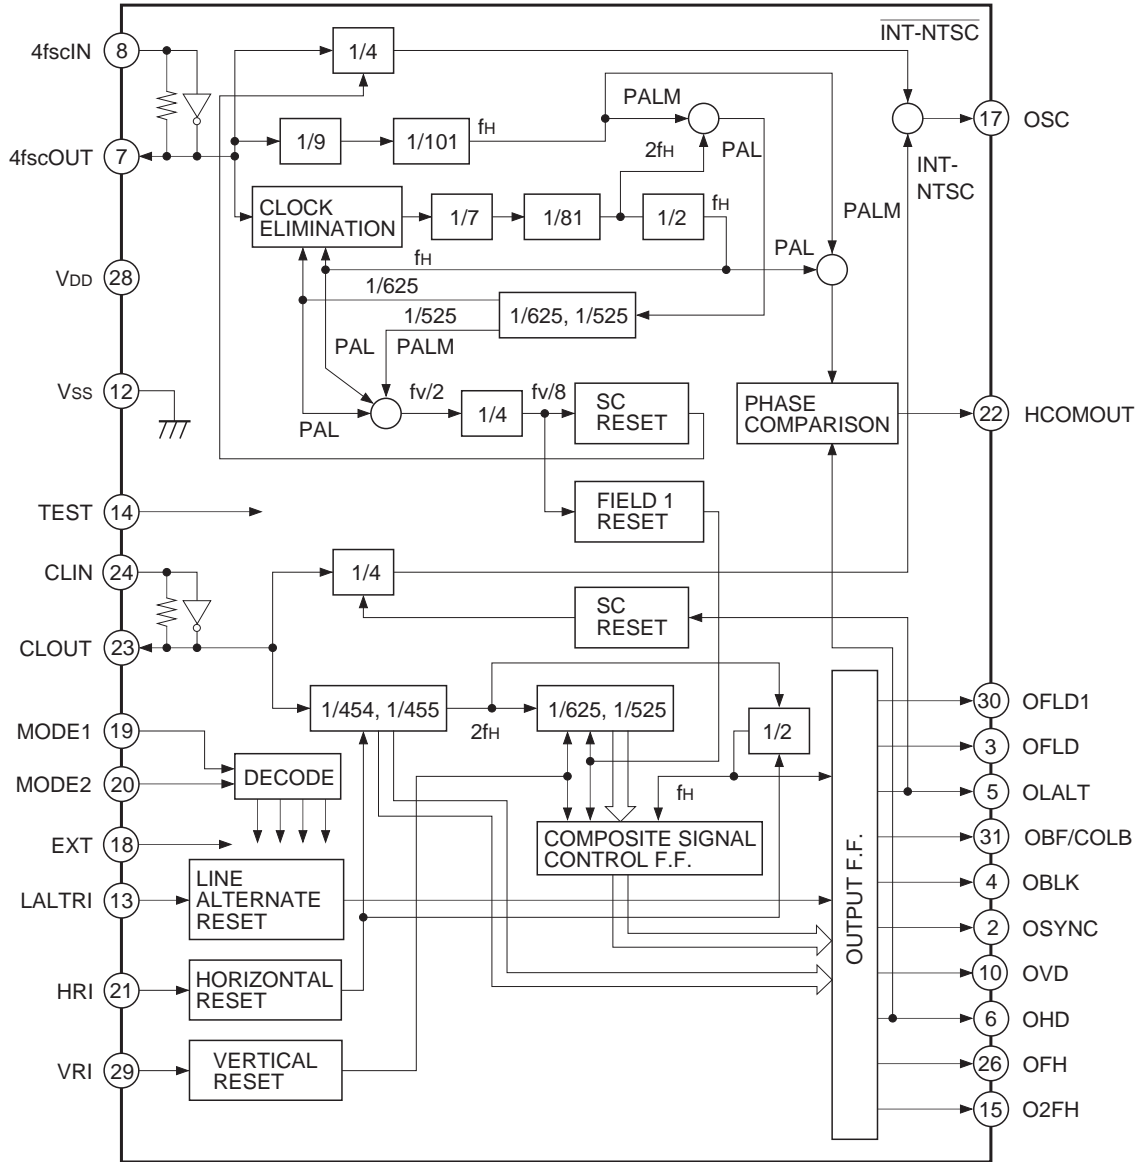 INT-NTSC
4fscIN 8
1/4
PALM
17 OSC
4fscOUT 7
1/9
1/101
fH
2fH
PAL
INT-
NTSC
CLOCK
ELIMINATION
1/7
1/81
1/2
fH
PALM
PAL
VDD 28
fH
1/625
1/525
1/625, 1/525
PAL
PALM
VSS 12
fv/2
1/4
fv/8
SC
RESET
PAL
PHASE
COMPARISON
22 HCOMOUT
TEST 14
FIELD 1
RESET
CLIN 24
1/4
SC
RESET
CLOUT 23
1/454, 1/455
2fH
1/625, 1/525
1/2
30 OFLD1
MODE1 19
3 OFLD
MODE2 20
DECODE
fH
5 OLALT
EXT 18
COMPOSITE SIGNAL
CONTROL F.F.
31 OBF/COLB
LALTRI 13
LINE
ALTERNATE
RESET
OUTPUT F.F.
4 OBLK
2 OSYNC
HRI 21
HORIZONTAL
RESET
10 OVD
6 OHD
VRI 29
VERTICAL
RESET
26 OFH
15 O2FH